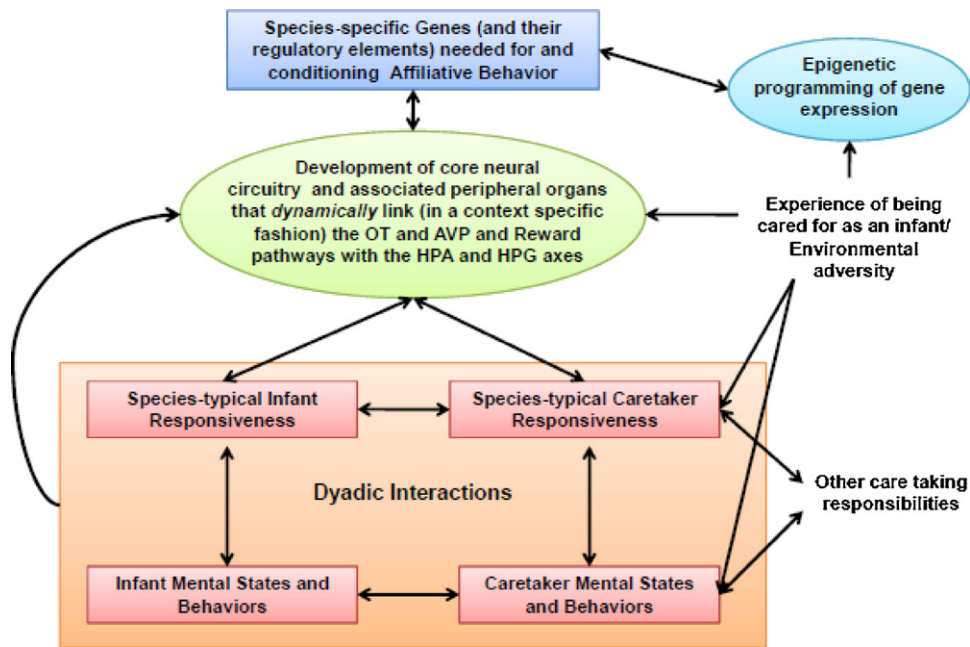 Species-specific Genes (and their
regulatory elements) needed for and
conditioning Affiliative Behavior
Epigenetic
programming of gene
expression
Development of core neural
circuitry and associated peripheral organs
that dynamically link (in a context specific
fashion) the OT and AVP and Reward
pathways with the HPA and HPG axes
Experience of being
cared for as an infant/
Environmental
adversity
Species-typical Infant
Responsiveness
Species-typical Caretaker
Responsiveness
Dyadic Interactions
Other care taking
responsibilities
Infant Mental States and
Behaviors
Caretaker Mental States
and Behaviors